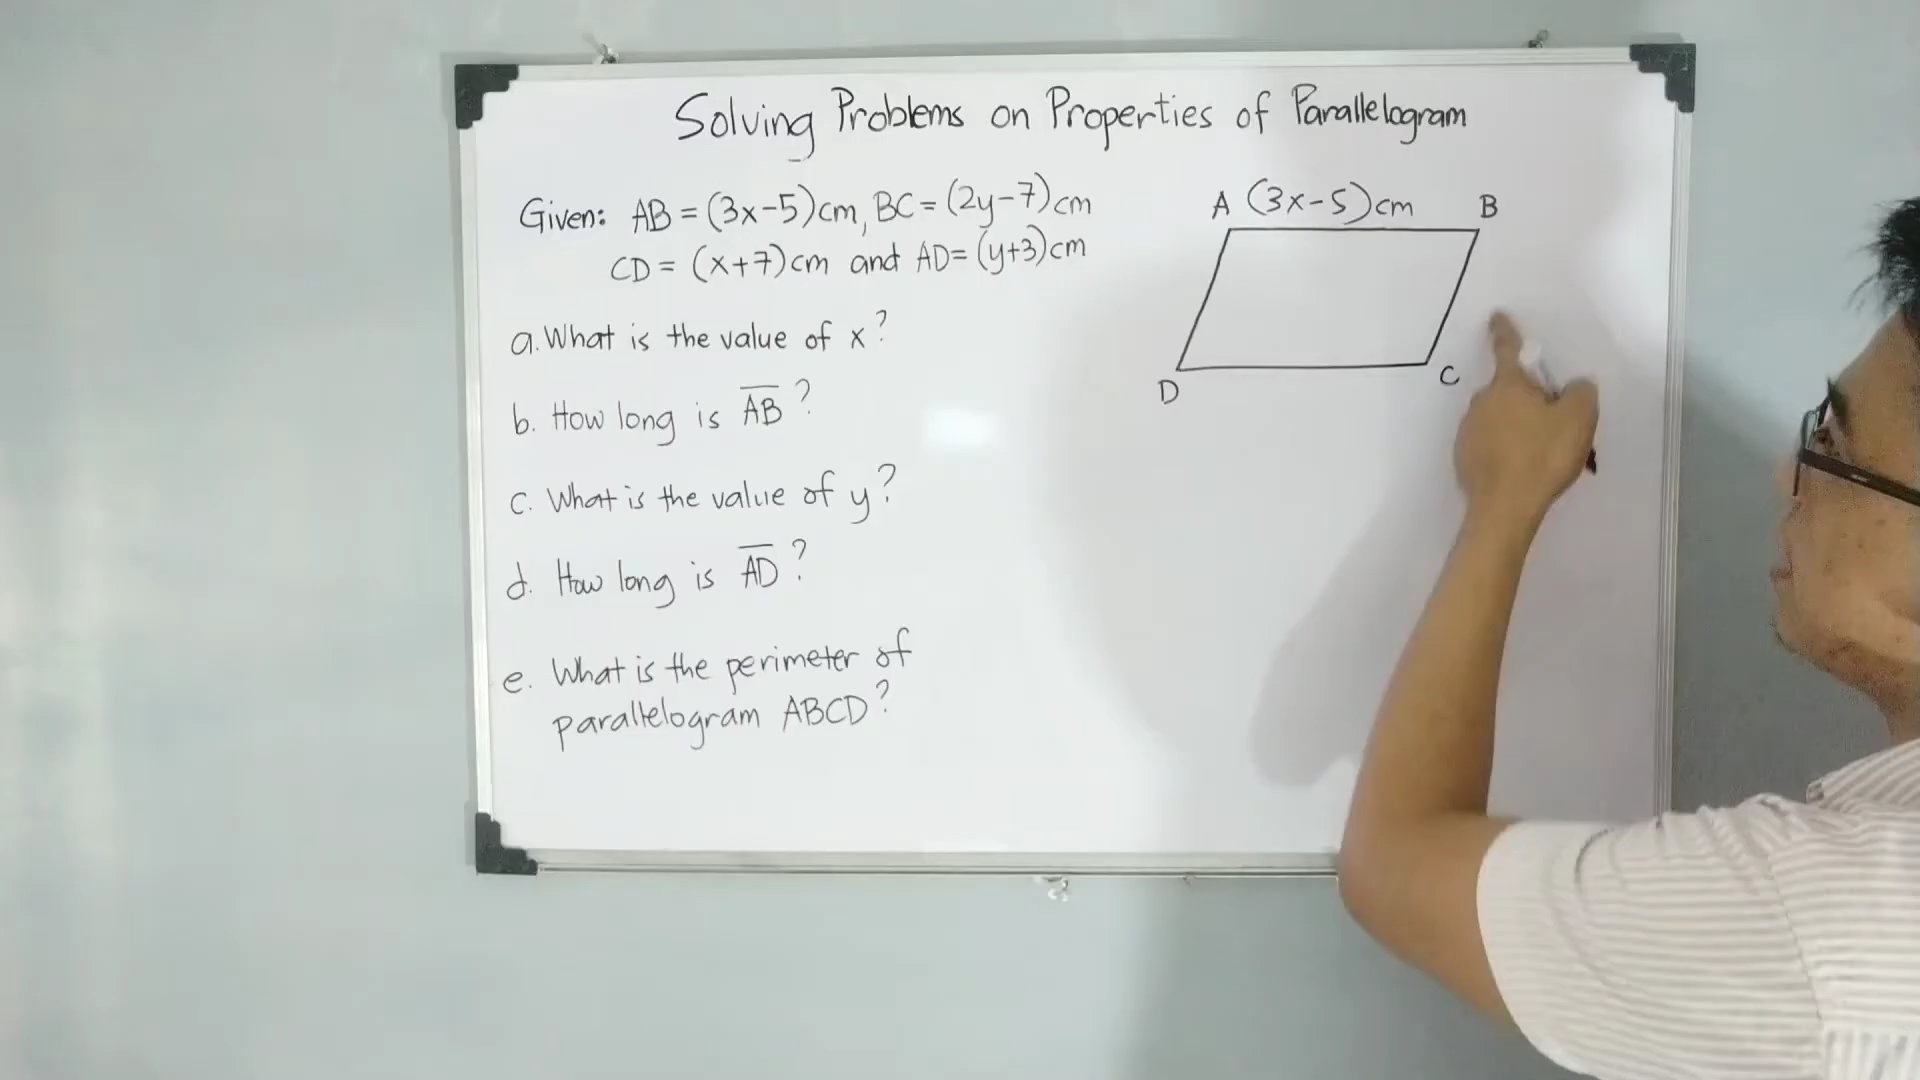 Solving Problems on Properties of Parallelogram
Given: AB = (3x-5)cm, BC = (2y-7)cm
CD = (x+7)cm and AD = (y+3)cm
a. What is the value of x?
b. How long is A̅B̅?
c. What is the value of y?
d. How long is A̅D̅?
e. What is the perimeter of
parallelogram ABCD?
A (3x-5)cm B
D C